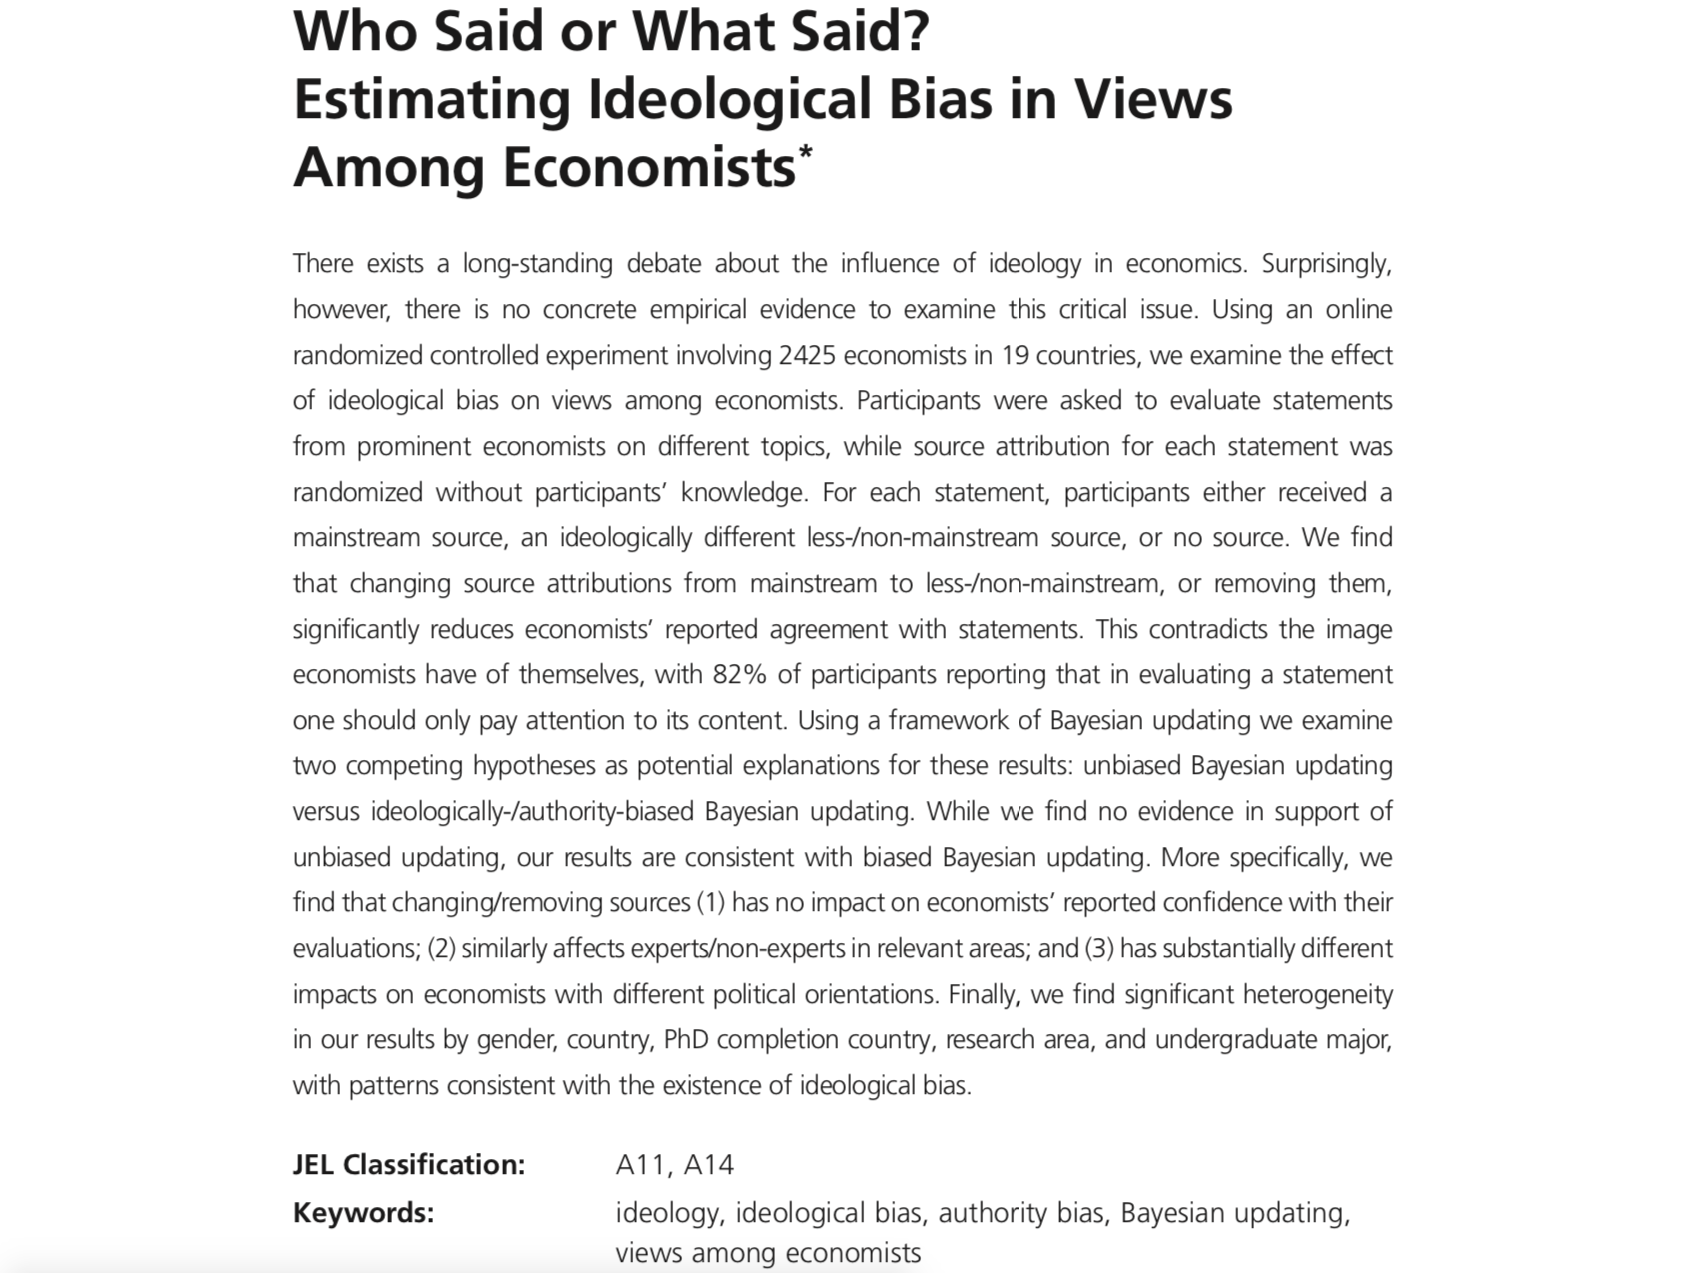 Who Said or What Said?
Estimating Ideological Bias in Views
Among Economists*
There exists a long-standing debate about the influence of ideology in economics. Surprisingly,
however, there is no concrete empirical evidence to examine this critical issue. Using an online
randomized controlled experiment involving 2425 economists in 19 countries, we examine the effect
of ideological bias on views among economists. Participants were asked to evaluate statements
from prominent economists on different topics, while source attribution for each statement was
randomized without participants’ knowledge. For each statement, participants either received a
mainstream source, an ideologically different less-/non-mainstream source, or no source. We find
that changing source attributions from mainstream to less-/non-mainstream, or removing them,
significantly reduces economists’ reported agreement with statements. This contradicts the image
economists have of themselves, with 82% of participants reporting that in evaluating a statement
one should only pay attention to its content. Using a framework of Bayesian updating we examine
two competing hypotheses as potential explanations for these results: unbiased Bayesian updating
versus ideologically-/authority-biased Bayesian updating. While we find no evidence in support of
unbiased updating, our results are consistent with biased Bayesian updating. More specifically, we
find that changing/removing sources (1) has no impact on economists’ reported confidence with their
evaluations; (2) similarly affects experts/non-experts in relevant areas; and (3) has substantially different
impacts on economists with different political orientations. Finally, we find significant heterogeneity
in our results by gender, country, PhD completion country, research area, and undergraduate major,
with patterns consistent with the existence of ideological bias.
JEL Classification: A11, A14
Keywords: ideology, ideological bias, authority bias, Bayesian updating,
views among economists